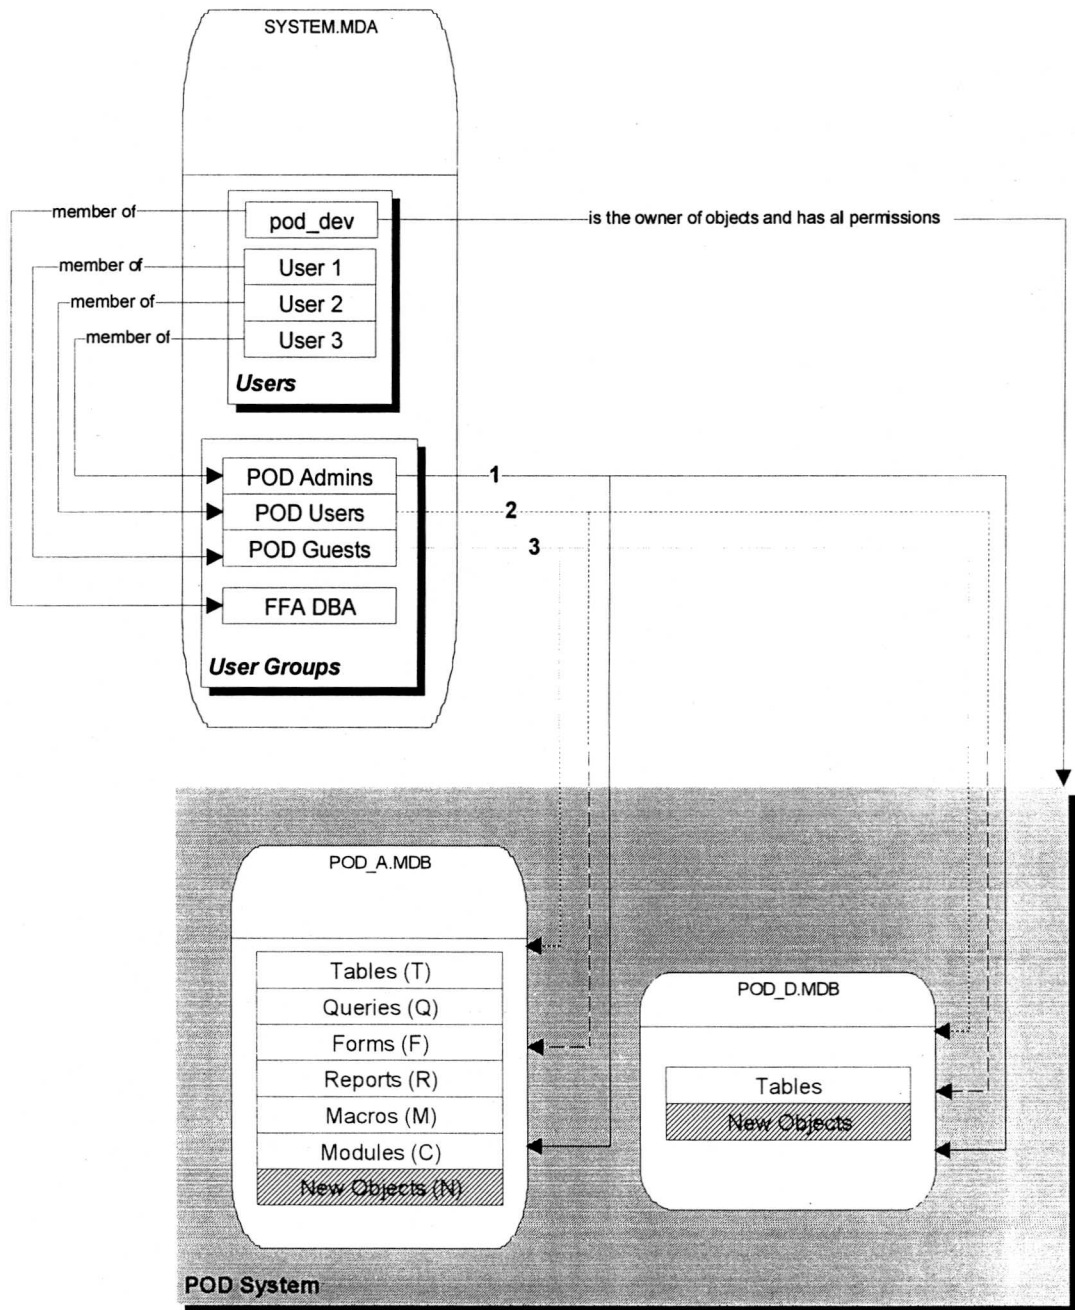 SYSTEM.MDA
member of
pod_dev
is the owner of objects and has al permissions
member of
User 1
member of
User 2
member of
User 3
Users
POD Admins
1
POD Users
2
POD Guests
3
FFA DBA
User Groups
POD_A.MDB
Tables (T)
Queries (Q)
Forms (F)
Reports (R)
Macros (M)
Modules (C)
New Objects (N)
POD_D.MDB
Tables
New Objects
POD System